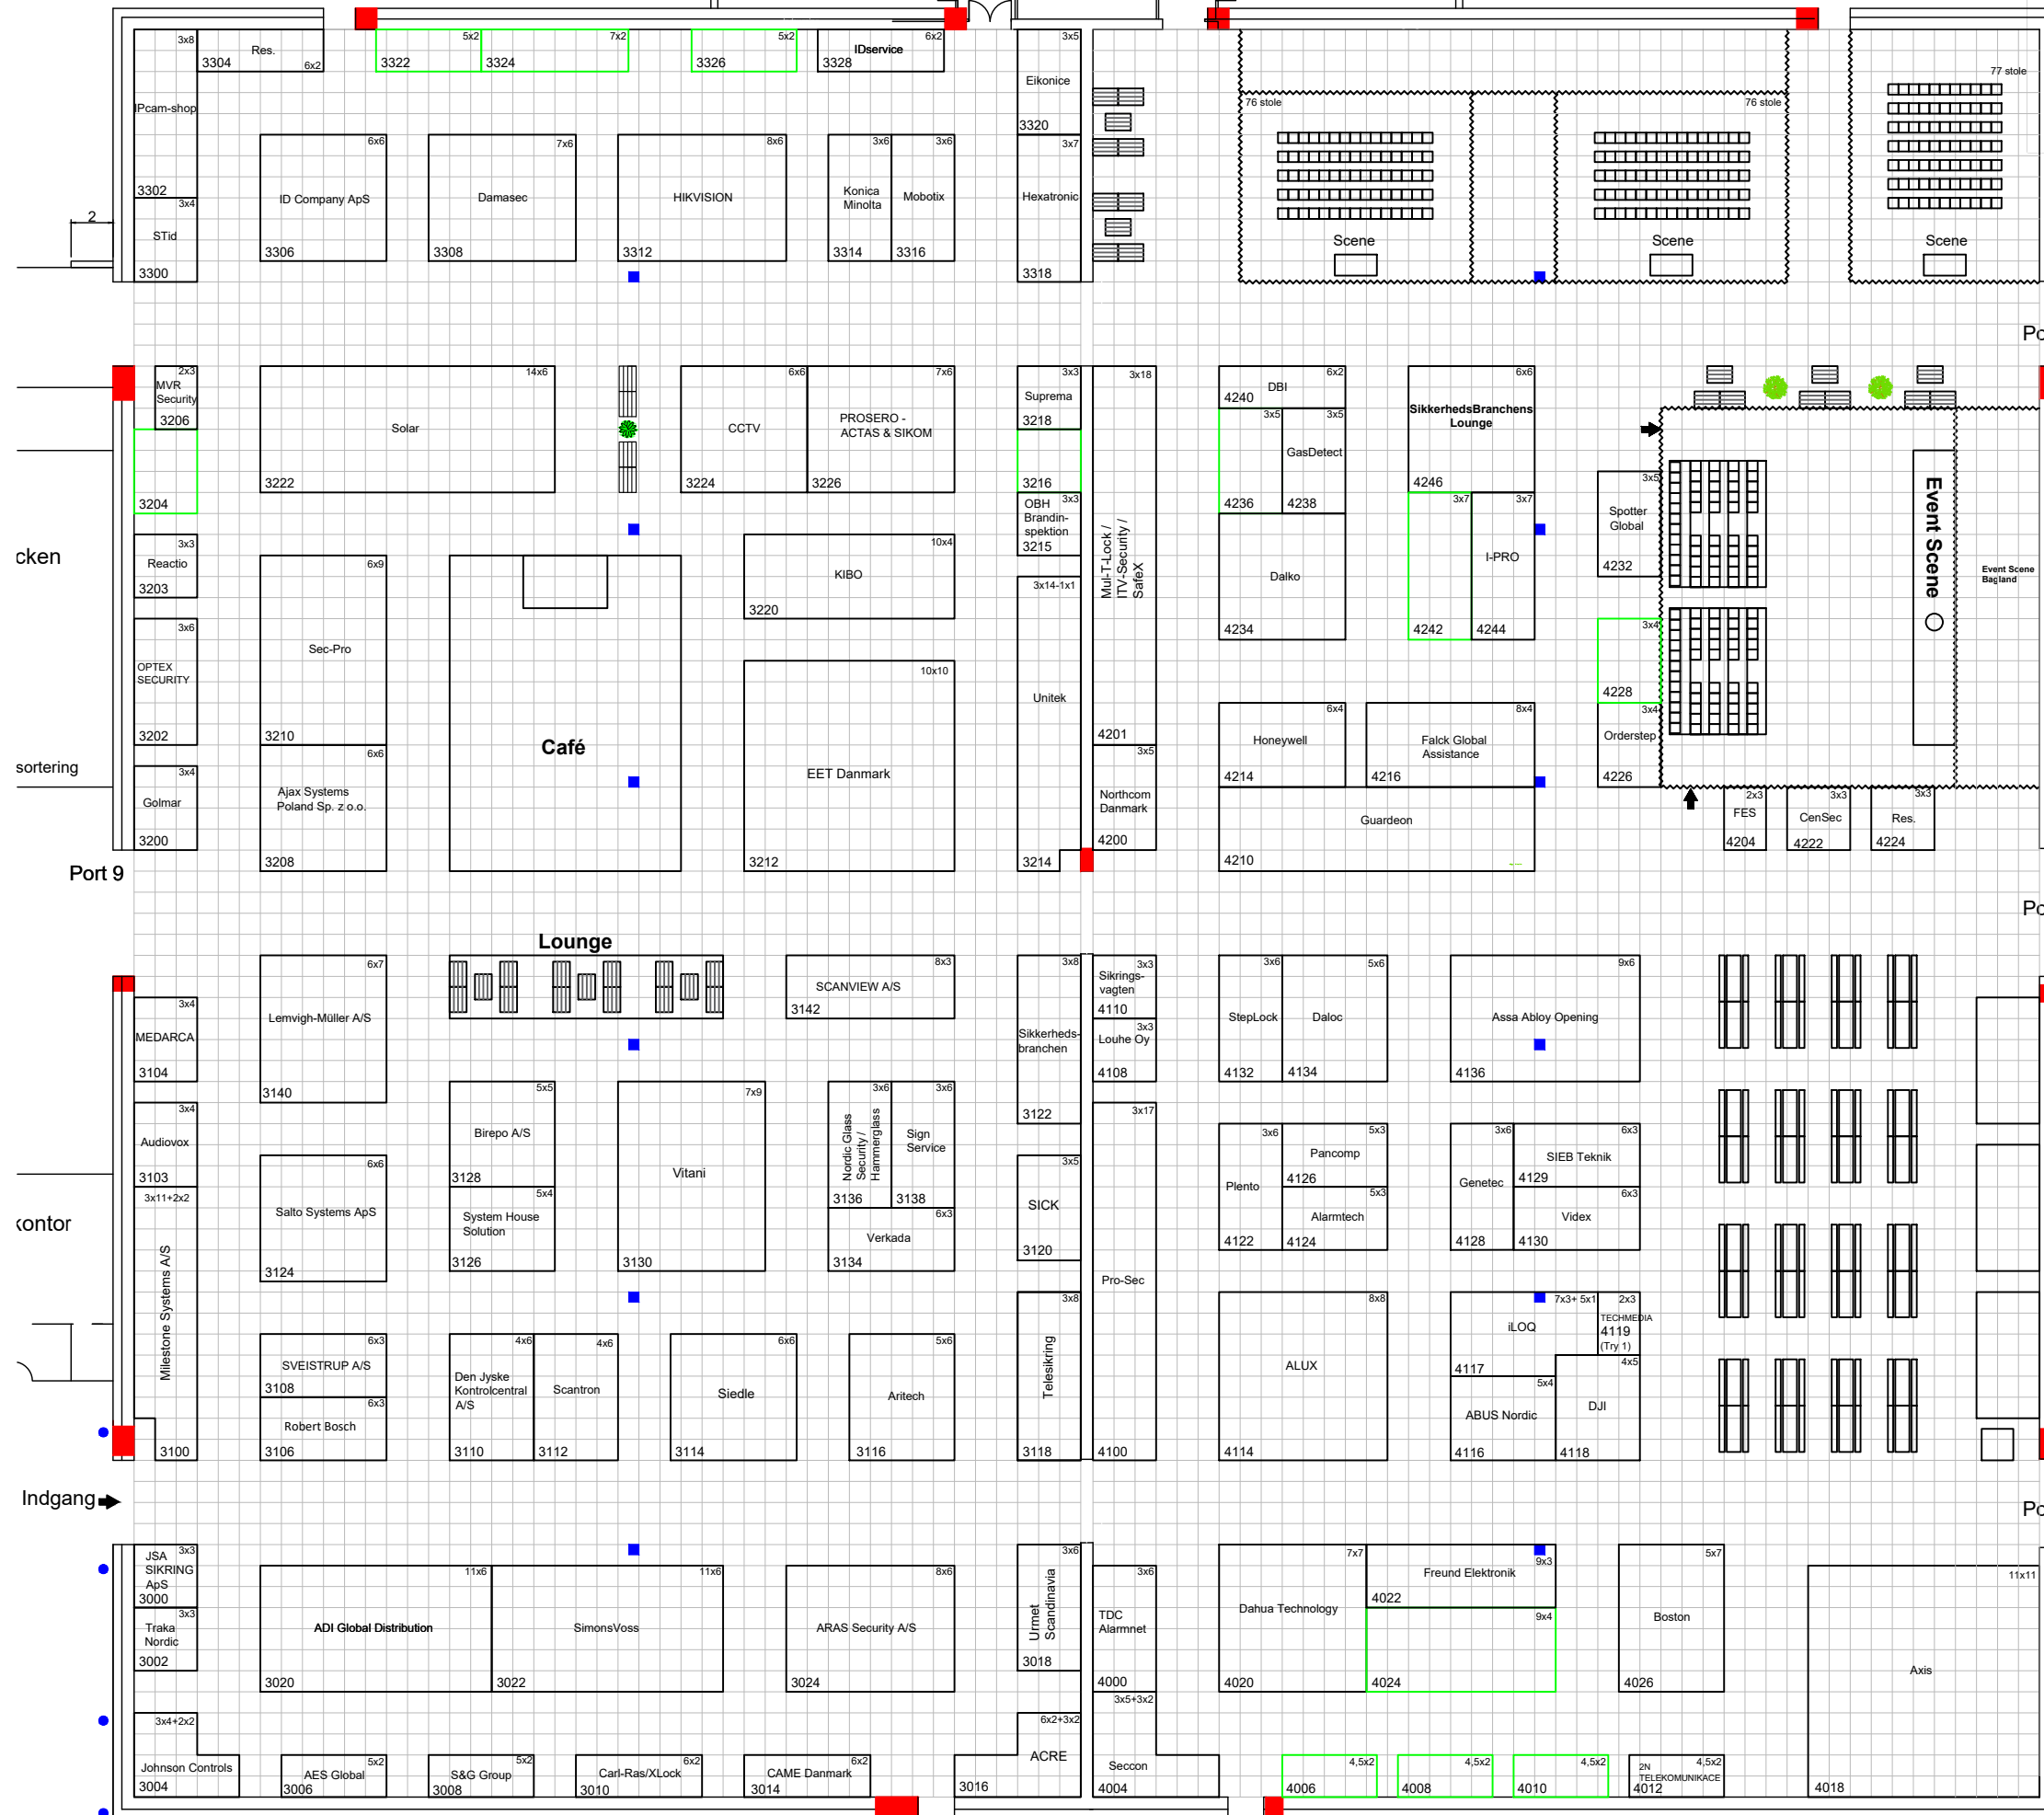 3x8
Res.
3304
6x2
5x2
3322
7x2
3324
5x2
3326
6x2
IDservice
3328
3x5
Eikonice
3320
77 stole
76 stole
76 stole
IPcam-shop
3302
3x4
STid
3300
2
6x6
ID Company ApS
3306
7x6
Damasec
3308
8x6
HIKVISION
3312
3x6
Konica
Minolta
3314
3x6
Mobotix
3316
3x7
Hexatronic
3318
Scene
Scene
Scene
Po
2x3
MVR
Security
3206
3204
14x6
Solar
3222
6x6
CCTV
3224
7x6
PROSERO -
ACTAS & SIKOM
3226
3x3
Suprema
3218
3216
3x3
OBH
Brandin-
spektion
3215
3x18
Mul-T-Lock /
ITV-Security /
SafeX
4201
6x2
DBI
4240
3x5
4236
3x5
GasDetect
4238
6x6
SikkerhedsBranchens
Lounge
4246
3x7
4242
3x7
I-PRO
4244
3x5
Spotter
Global
4232
Event Scene
Event Scene
Bagland
cken
3x3
Reactio
3203
6x9
Sec-Pro
3210
10x4
KIBO
3220
3x14-1x1
Unitek
3214
Dalko
4234
3x4
4228
3x6
OPTEX
SECURITY
3202
Café
10x10
EET Danmark
3212
6x4
Honeywell
4214
8x4
Falck Global
Assistance
4216
3x4
Orderstep
4226
sortering
3x4
Golmar
3200
6x6
Ajax Systems
Poland Sp. z o.o.
3208
3x5
Northcom
Danmark
4200
Guardeon
4210
2x3
FES
4204
3x3
CenSec
4222
3x3
Res.
4224
Port 9
Po
Lounge
6x7
Lemvigh-Müller A/S
3140
8x3
SCANVIEW A/S
3142
3x8
Sikkerheds-
branchen
3122
3x3
Sikrings-
vagten
4110
3x3
Louhe Oy
4108
3x6
StepLock
4132
5x6
Daloc
4134
9x6
Assa Abloy Opening
4136
3x4
MEDARCA
3104
3x4
Audiovox
3103
5x5
Birepo A/S
3128
7x9
Vitani
3130
3x6
Nordic Glass
Security /
Hammerglass
3136
3x6
Sign
Service
3138
3x17
Pro-Sec
4100
3x6
Plento
4122
5x3
Pancomp
4126
5x3
Alarmtech
4124
3x6
Genetec
4128
6x3
SIEB Teknik
4129
6x3
Videx
4130
3x11+2x2
Milestone Systems A/S
3100
kontor
6x6
Salto Systems ApS
3124
5x4
System House
Solution
3126
6x3
Verkada
3134
3x5
SICK
3120
3x8
Telesikring
3118
8x8
ALUX
4114
7x3+ 5x1
iLOQ
4117
2x3
TECHMEDIA
4119
(Try 1)
5x4
ABUS Nordic
4116
4x5
DJI
4118
6x3
SVEISTRUP A/S
3108
6x3
Robert Bosch
3106
4x6
Den Jyske
Kontrolcentral
A/S
3110
4x6
Scantron
3112
6x6
Siedle
3114
5x6
Aritech
3116
Indgang
Po
3x3
JSA
SIKRING
ApS
3000
3x3
Traka
Nordic
3002
11x6
ADI Global Distribution
3020
11x6
SimonsVoss
3022
8x6
ARAS Security A/S
3024
3x6
Urmet
Scandinavia
3018
3x6
TDC
Alarmnet
4000
7x7
Dahua Technology
4020
9x3
Freund Elektronik
4022
9x4
4024
5x7
Boston
4026
11x11
Axis
4018
3x4+2x2
Johnson Controls
3004
5x2
AES Global
3006
5x2
S&G Group
3008
6x2
Carl-Ras/XLock
3010
6x2
CAME Danmark
3014
6x2+3x2
ACRE
3016
3x5+3x2
Seccon
4004
4,5x2
4006
4,5x2
4008
4,5x2
4010
4,5x2
2N
TELEKOMUNIKACE
4012